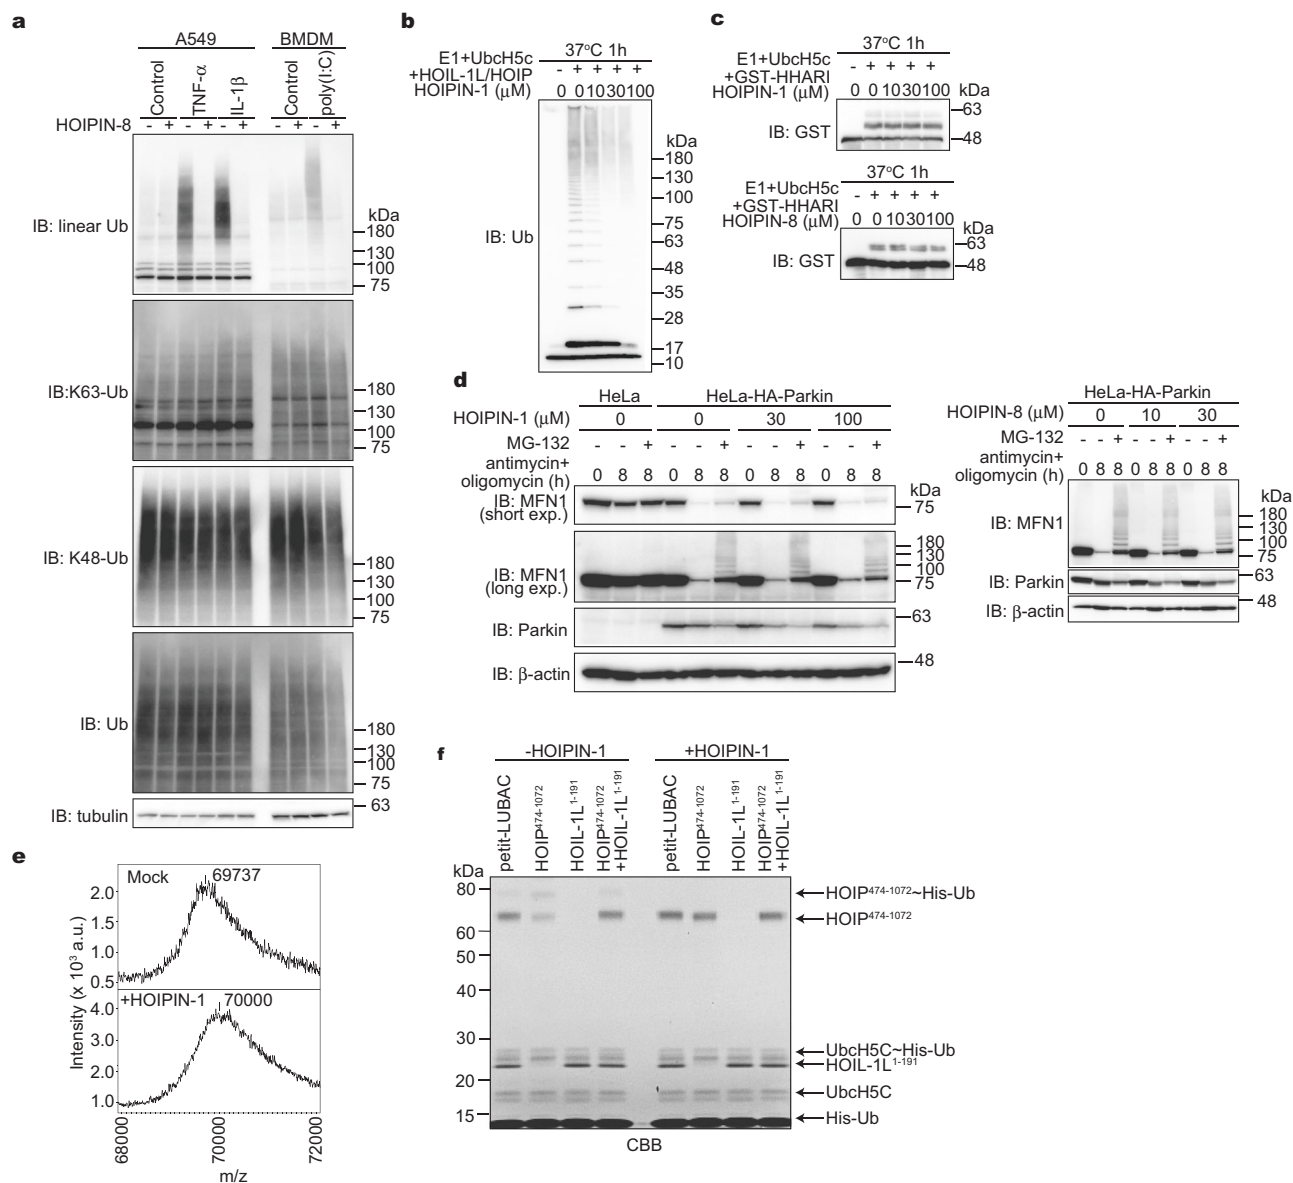 a
A549 BMDM
Control TNF-α IL-1β Control poly(I:C)
HOIPIN-8 - + - + - + - + - +
IB: linear Ub
kDa
180
130
100
75
IB:K63-Ub
180
130
100
75
IB: K48-Ub
180
130
100
75
IB: Ub
180
130
100
75
IB: tubulin
63
b
37°C 1h
E1+UbcH5c
+HOIL-1L/HOIP - + + + +
HOIPIN-1 (μM) 0 0 10 30 100
IB: Ub
kDa
180
130
100
75
63
48
35
28
17
10
c
37°C 1h
E1+UbcH5c
+GST-HHARI - + + + +
HOIPIN-1 (μM) 0 0 10 30 100
kDa
63
IB: GST
48
37°C 1h
E1+UbcH5c
+GST-HHARI - + + + +
HOIPIN-8 (μM) 0 0 10 30 100
kDa
63
IB: GST
48
d
HeLa HeLa-HA-Parkin
HOIPIN-1 (μM) 0 0 30 100
MG-132 - - + - - + - - + - - +
antimycin+
oligomycin (h) 0 8 8 0 8 8 0 8 8 0 8 8
IB: MFN1
(short exp.)
kDa
75
IB: MFN1
(long exp.)
180
130
100
75
IB: Parkin
63
IB: β-actin
48
HeLa-HA-Parkin
HOIPIN-8 (μM) 0 10 30
MG-132 - - + - - + - - +
antimycin+
oligomycin (h) 0 8 8 0 8 8 0 8 8
IB: MFN1
kDa
180
130
100
75
IB: Parkin
63
IB: β-actin
48
e
Mock 69737
2.0
1.5
1.0
0.5
+HOIPIN-1 70000
4.0
3.0
2.0
1.0
Intensity (x 10³ a.u.)
68000 70000 72000
m/z
f
-HOIPIN-1 +HOIPIN-1
petit-LUBAC
HOIP474-1072
HOIL-1L1-191
HOIP474-1072
+HOIL-1L1-191
petit-LUBAC
HOIP474-1072
HOIL-1L1-191
HOIP474-1072
+HOIL-1L1-191
kDa
80
60
50
40
30
20
15
HOIP474-1072~His-Ub
HOIP474-1072
UbcH5C~His-Ub
HOIL-1L1-191
UbcH5C
His-Ub
CBB